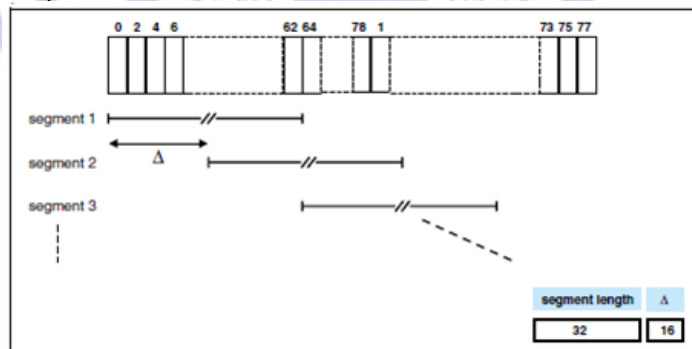 0 2 4 6 62 64 78 1 73 75 77
segment 1
Δ
segment 2
segment 3
segment length Δ
32 16